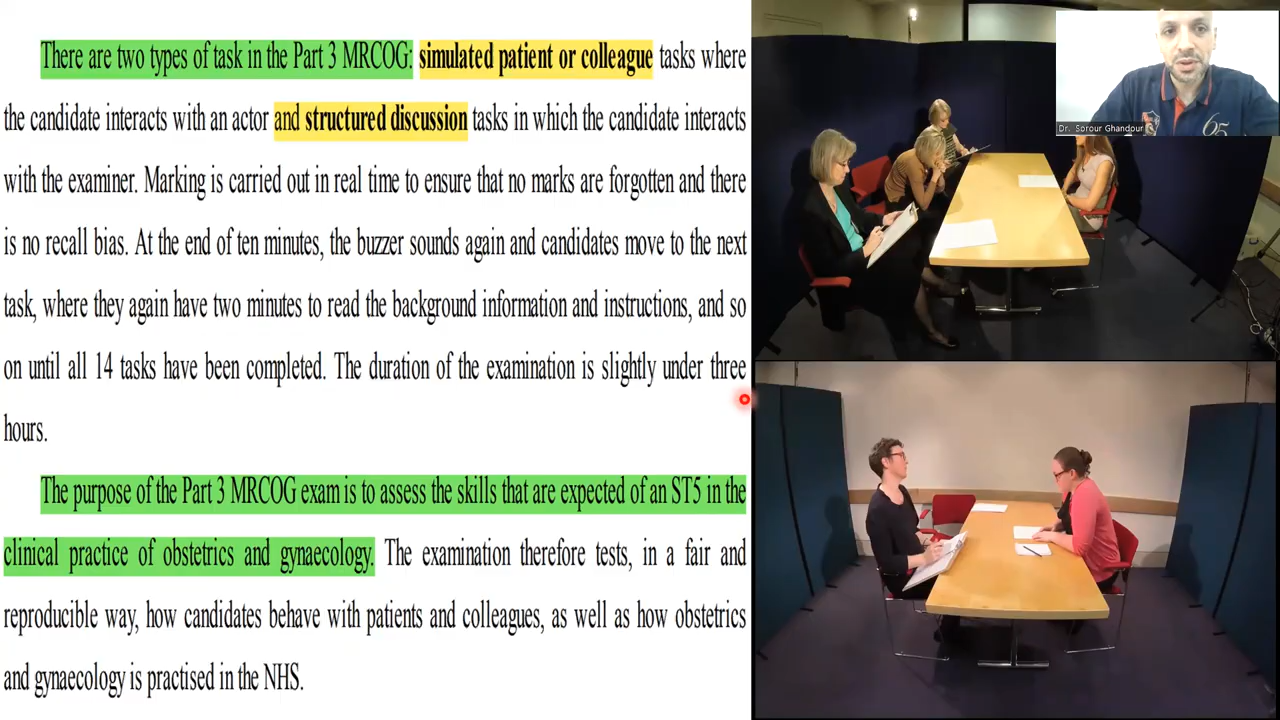 There are two types of task in the Part 3 MRCOG: simulated patient or colleague tasks where
the candidate interacts with an actor and structured discussion tasks in which the candidate interacts
with the examiner. Marking is carried out in real time to ensure that no marks are forgotten and there
is no recall bias. At the end of ten minutes, the buzzer sounds again and candidates move to the next
task, where they again have two minutes to read the background information and instructions, and so
on until all 14 tasks have been completed. The duration of the examination is slightly under three
hours.
The purpose of the Part 3 MRCOG exam is to assess the skills that are expected of an ST5 in the
clinical practice of obstetrics and gynaecology. The examination therefore tests, in a fair and
reproducible way, how candidates behave with patients and colleagues, as well as how obstetrics
and gynaecology is practised in the NHS.
Dr. Sorour Ghandour
65